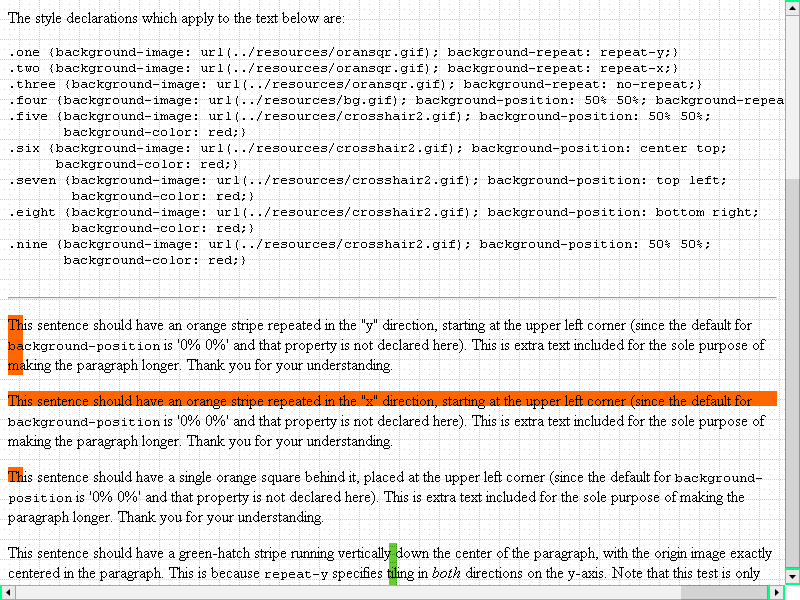 The style declarations which apply to the text below are:
.one {background-image: url(../resources/oransqr.gif); background-repeat: repeat-y;}
.two {background-image: url(../resources/oransqr.gif); background-repeat: repeat-x;}
.three {background-image: url(../resources/oransqr.gif); background-repeat: no-repeat;}
.four {background-image: url(../resources/bg.gif); background-position: 50% 50%; background-repea
.five {background-image: url(../resources/crosshair2.gif); background-position: 50% 50%;
background-color: red;}
.six {background-image: url(../resources/crosshair2.gif); background-position: center top;
background-color: red;}
.seven {background-image: url(../resources/crosshair2.gif); background-position: top left;
background-color: red;}
.eight {background-image: url(../resources/crosshair2.gif); background-position: bottom right;
background-color: red;}
.nine {background-image: url(../resources/crosshair2.gif); background-position: 50% 50%;
background-color: red;}
This sentence should have an orange stripe repeated in the "y" direction, starting at the upper left corner (since the default for
background-position is '0% 0%' and that property is not declared here). This is extra text included for the sole purpose of
making the paragraph longer. Thank you for your understanding.
This sentence should have an orange stripe repeated in the "x" direction, starting at the upper left corner (since the default for
background-position is '0% 0%' and that property is not declared here). This is extra text included for the sole purpose of
making the paragraph longer. Thank you for your understanding.
This sentence should have a single orange square behind it, placed at the upper left corner (since the default for background-
position is '0% 0%' and that property is not declared here). This is extra text included for the sole purpose of making the
paragraph longer. Thank you for your understanding.
This sentence should have a green-hatch stripe running vertically down the center of the paragraph, with the origin image exactly
centered in the paragraph. This is because repeat-y specifies tiling in both directions on the y-axis. Note that this test is only